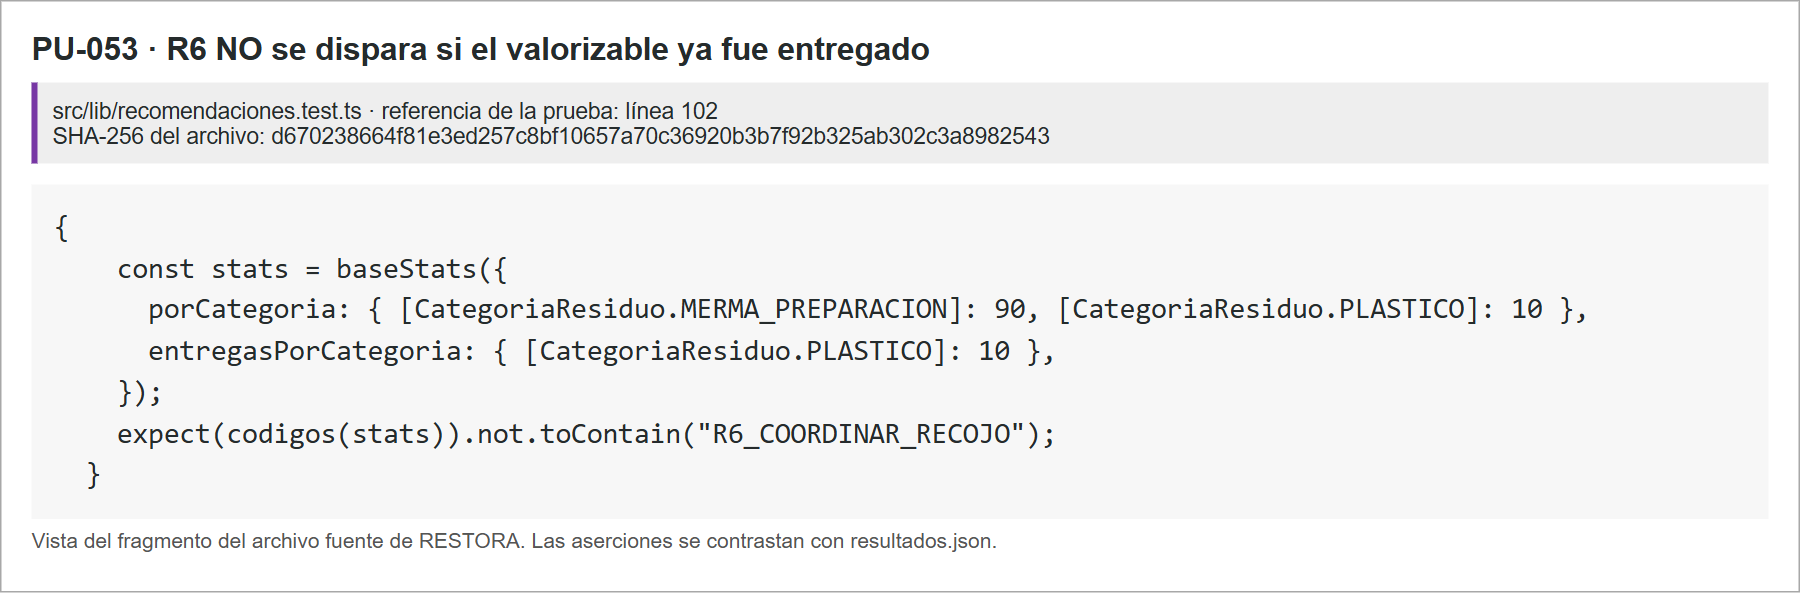 PU-053 · R6 NO se dispara si el valorizable ya fue entregado
src/lib/recomendaciones.test.ts · referencia de la prueba: línea 102
SHA-256 del archivo: d670238664f81e3ed257c8bf10657a70c36920b3b7f92b325ab302c3a8982543
{
    const stats = baseStats({
      porCategoria: { [CategoriaResiduo.MERMA_PREPARACION]: 90, [CategoriaResiduo.PLASTICO]: 10 },
      entregasPorCategoria: { [CategoriaResiduo.PLASTICO]: 10 },
    });
    expect(codigos(stats)).not.toContain("R6_COORDINAR_RECOJO");
  }
Vista del fragmento del archivo fuente de RESTORA. Las aserciones se contrastan con resultados.json.